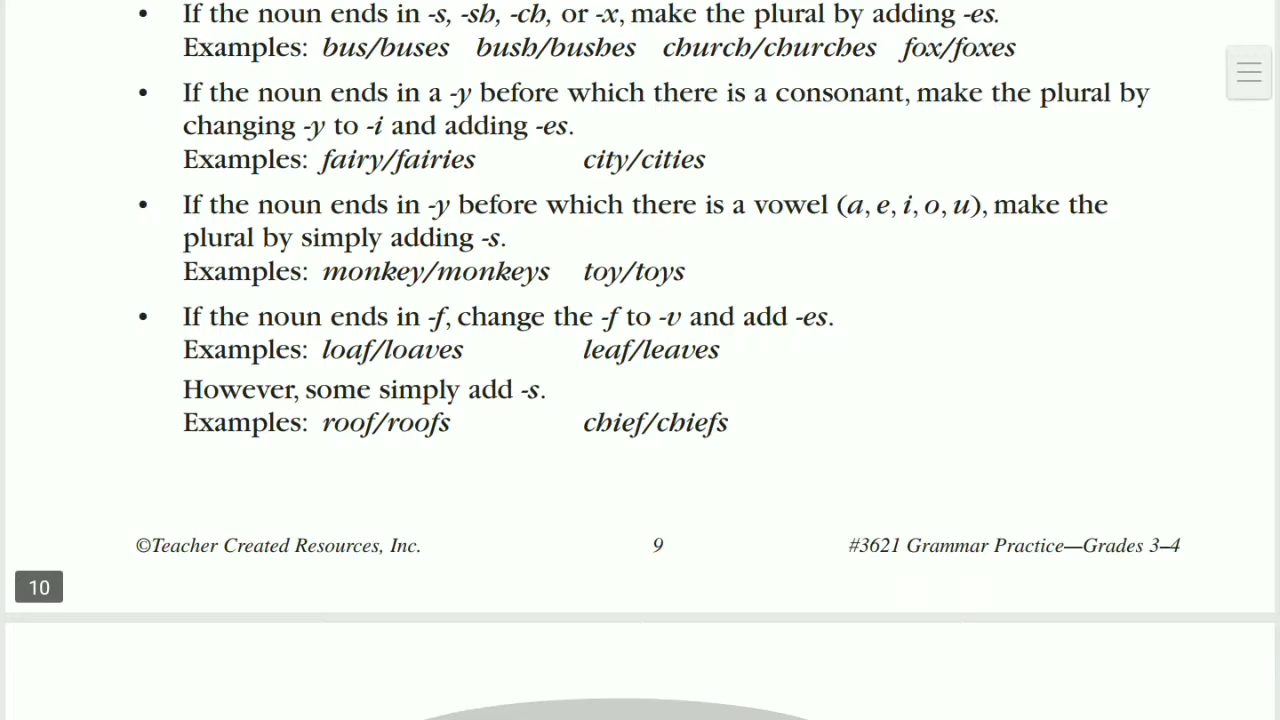 • If the noun ends in -s, -sh, -ch, or -x, make the plural by adding -es.
Examples: bus/buses bush/bushes church/churches fox/foxes
• If the noun ends in a -y before which there is a consonant, make the plural by
changing -y to -i and adding -es.
Examples: fairy/fairies city/cities
• If the noun ends in -y before which there is a vowel (a, e, i, o, u), make the
plural by simply adding -s.
Examples: monkey/monkeys toy/toys
• If the noun ends in -f, change the -f to -v and add -es.
Examples: loaf/loaves leaf/leaves
However, some simply add -s.
Examples: roof/roofs chief/chiefs
©Teacher Created Resources, Inc. 9 #3621 Grammar Practice—Grades 3–4
10